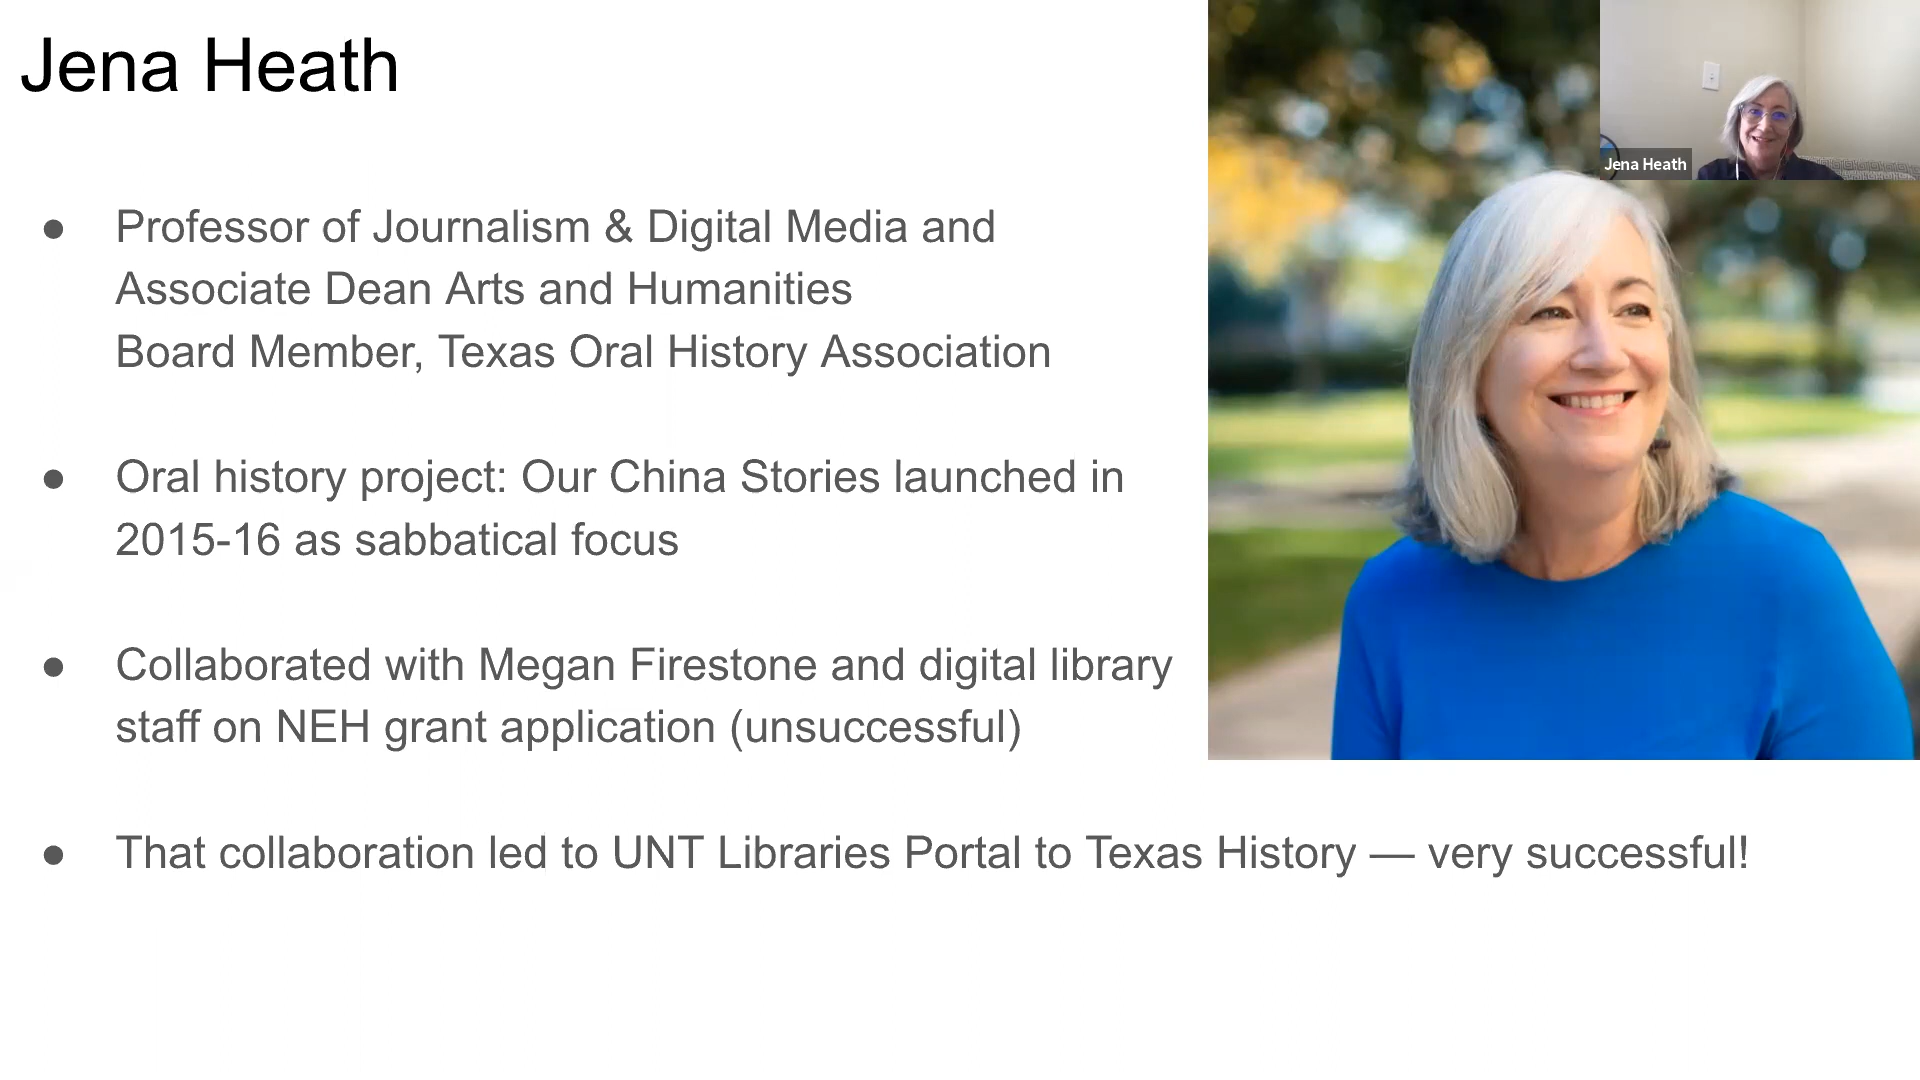 Jena Heath
Jena Heath
● Professor of Journalism & Digital Media and
Associate Dean Arts and Humanities
Board Member, Texas Oral History Association
● Oral history project: Our China Stories launched in
2015-16 as sabbatical focus
● Collaborated with Megan Firestone and digital library
staff on NEH grant application (unsuccessful)
● That collaboration led to UNT Libraries Portal to Texas History — very successful!